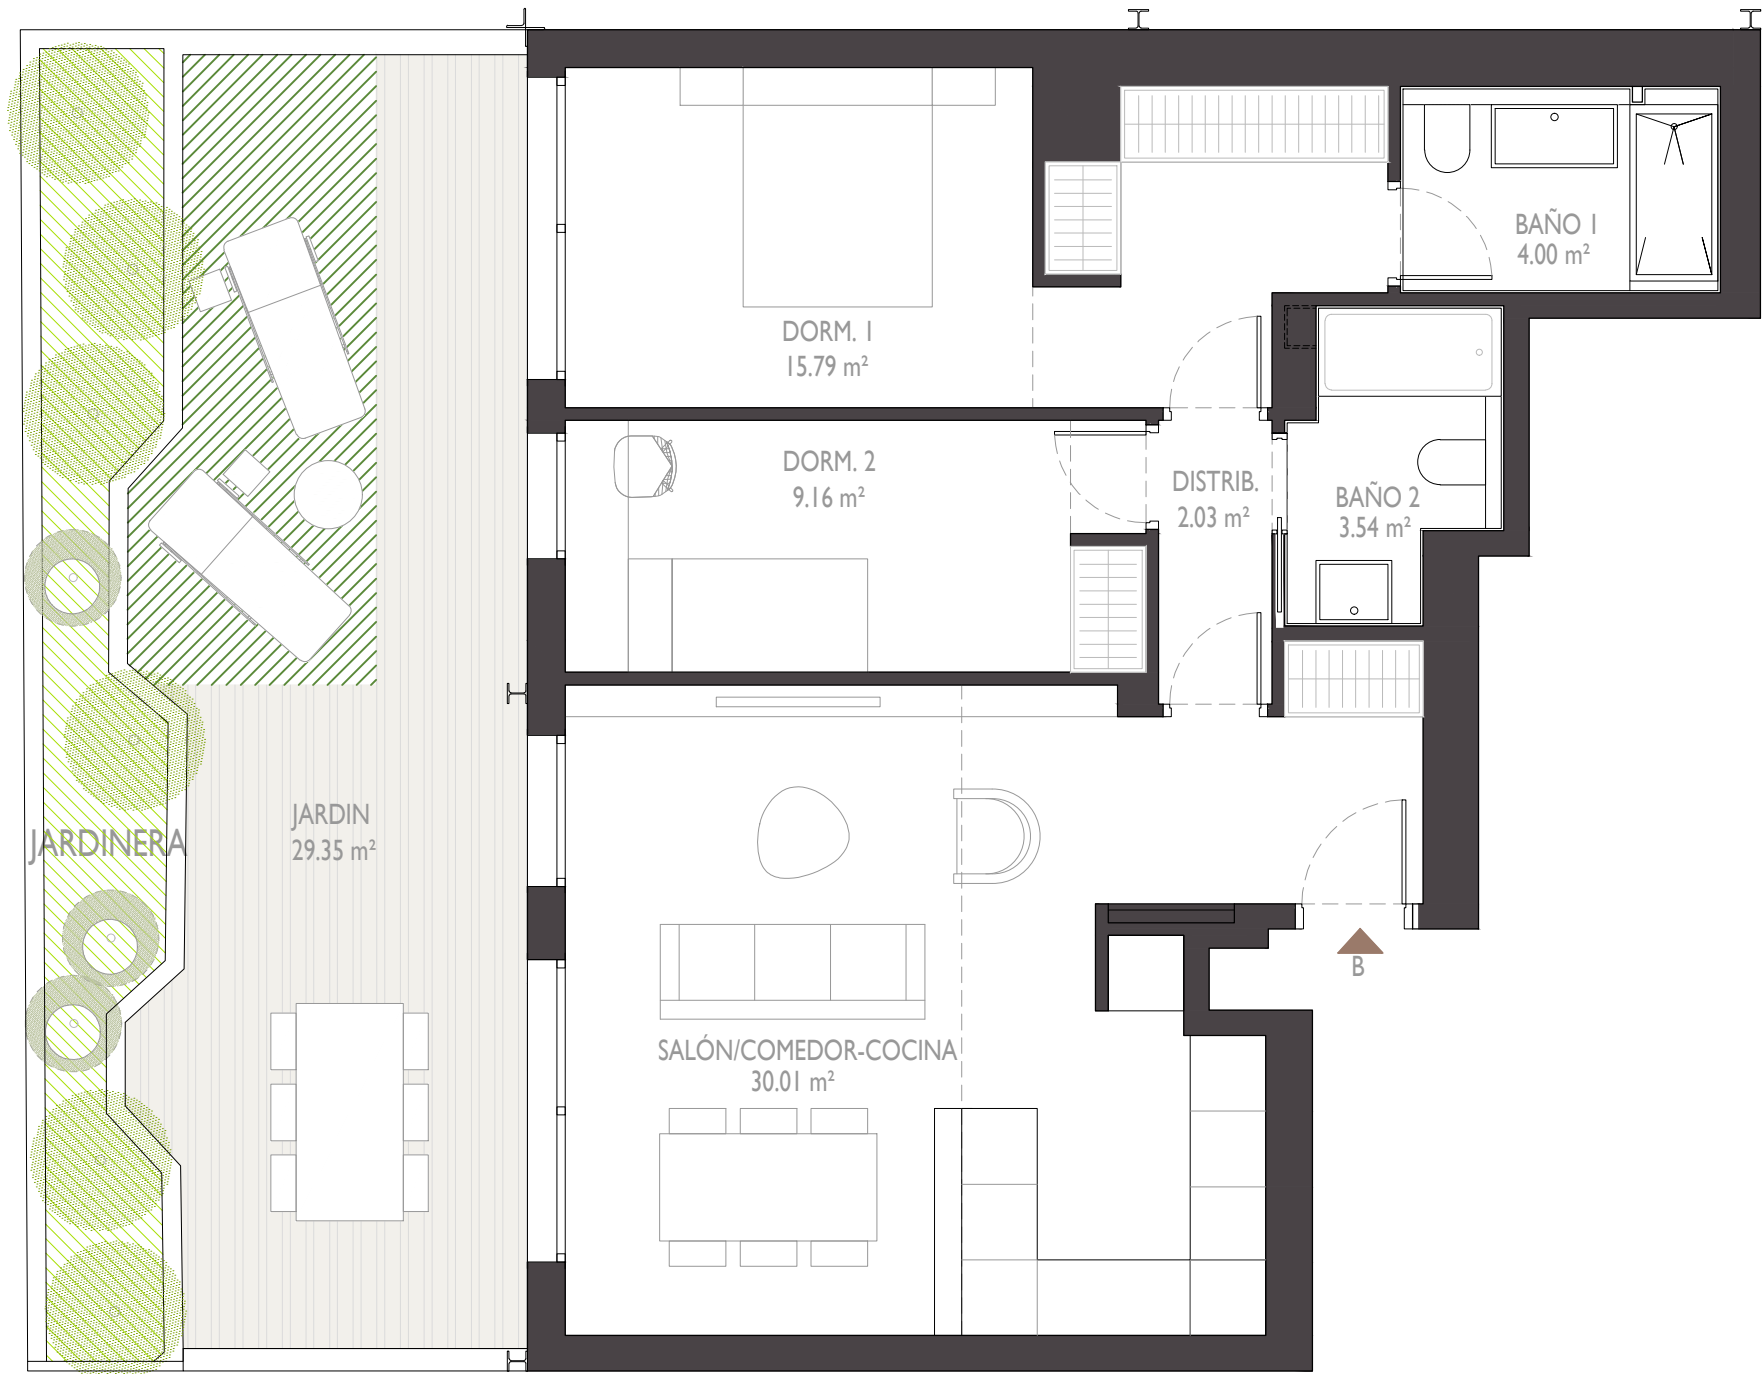 BAÑO 1
4.00 m²
DORM. 1
15.79 m²
DORM. 2
9.16 m²
DISTRIB.
2.03 m²
BAÑO 2
3.54 m²
JARDIN
29.35 m²
JARDINERA
B
SALÓN/COMEDOR-COCINA
30.01 m²